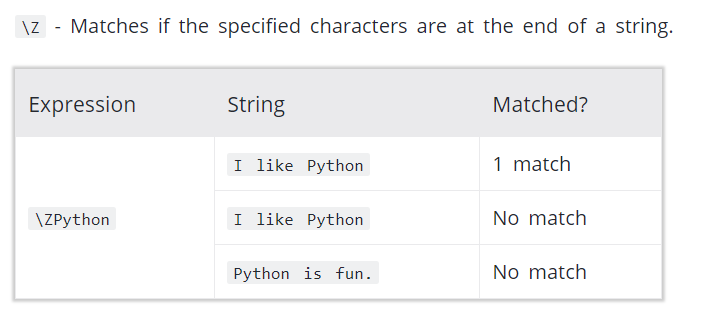 \Z - Matches if the specified characters are at the end of a string.
Expression String Matched?
I like Python 1 match
\ZPython I like Python No match
Python is fun. No match